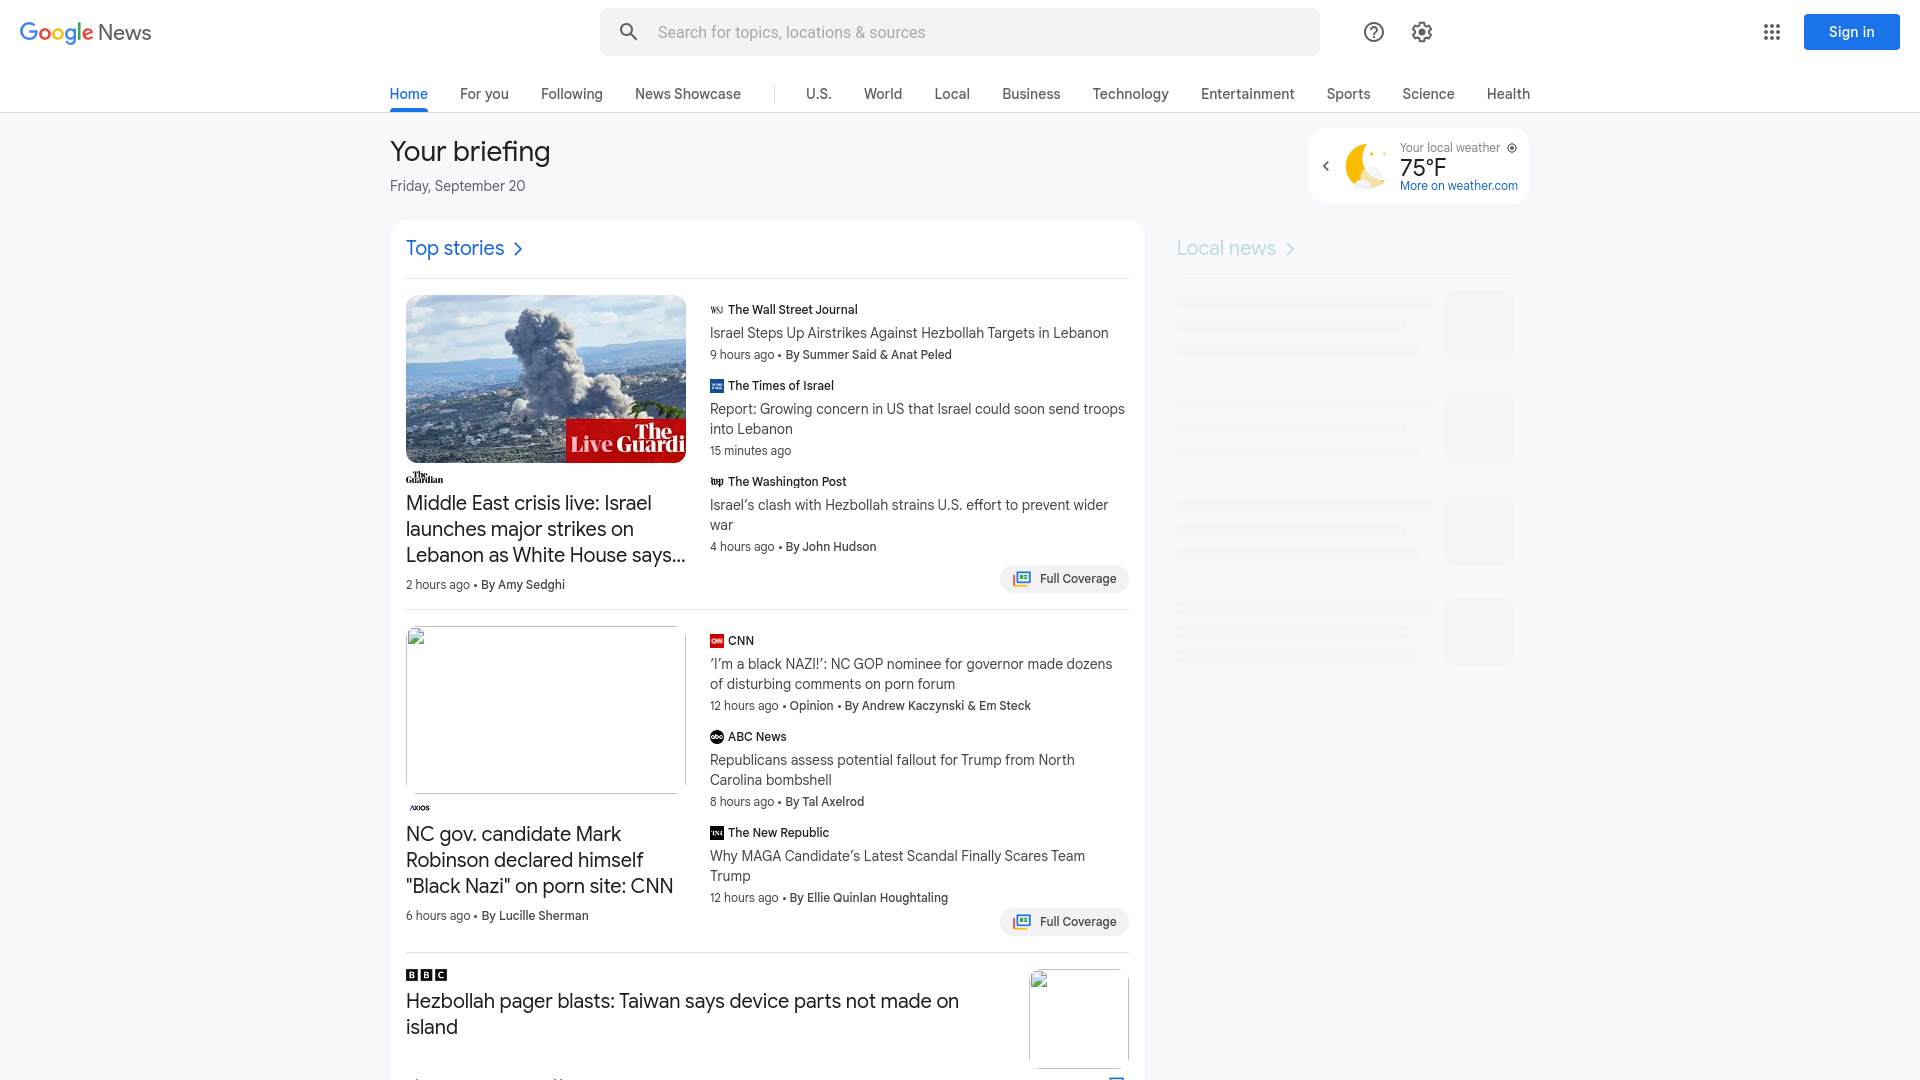 Google News
Search for topics, locations & sources
Sign in
Home
For you
Following
News Showcase
U.S.
World
Local
Business
Technology
Entertainment
Sports
Science
Health
Your briefing
Friday, September 20
Your local weather
75°F
More on weather.com
Top stories
Live The Guardi
The Guardian
Middle East crisis live: Israel
launches major strikes on
Lebanon as White House says...
2 hours ago • By Amy Sedghi
WSJ The Wall Street Journal
Israel Steps Up Airstrikes Against Hezbollah Targets in Lebanon
9 hours ago • By Summer Said & Anat Peled
The Times of Israel
Report: Growing concern in US that Israel could soon send troops
into Lebanon
15 minutes ago
wp The Washington Post
Israel’s clash with Hezbollah strains U.S. effort to prevent wider
war
4 hours ago • By John Hudson
Full Coverage
AXIOS
NC gov. candidate Mark
Robinson declared himself
"Black Nazi" on porn site: CNN
6 hours ago • By Lucille Sherman
CNN CNN
‘I’m a black NAZI!’: NC GOP nominee for governor made dozens
of disturbing comments on porn forum
12 hours ago • Opinion • By Andrew Kaczynski & Em Steck
abc ABC News
Republicans assess potential fallout for Trump from North
Carolina bombshell
8 hours ago • By Tal Axelrod
TNR The New Republic
Why MAGA Candidate’s Latest Scandal Finally Scares Team
Trump
12 hours ago • By Ellie Quinlan Houghtaling
Full Coverage
BBC
Hezbollah pager blasts: Taiwan says device parts not made on
island
Local news